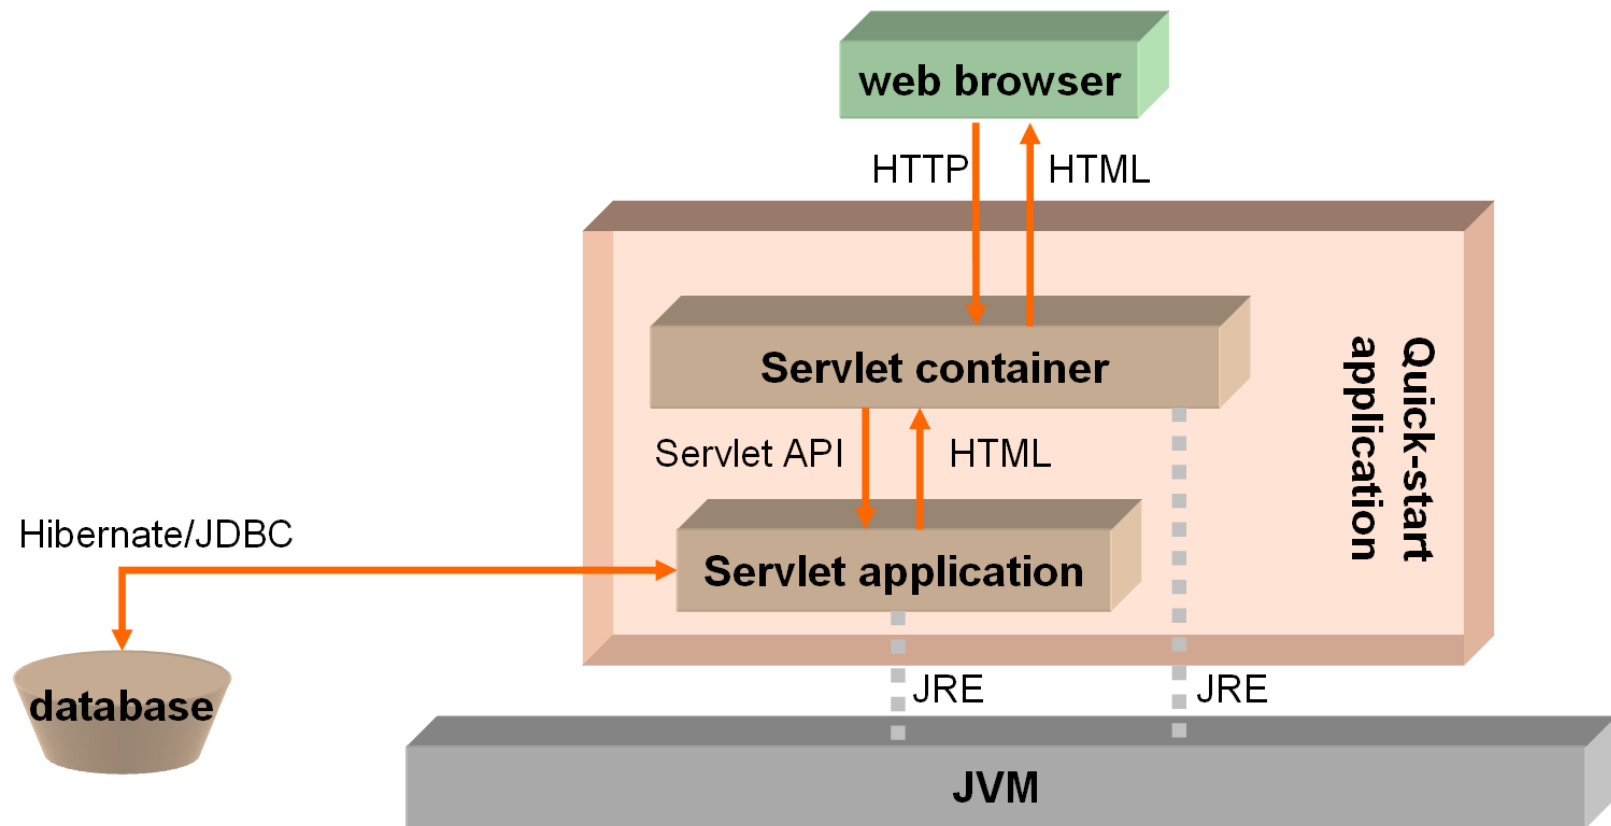 web browser
HTTP
HTML
Servlet container
Quick-start
application
Servlet API
HTML
Hibernate/JDBC
Servlet application
database
JRE
JRE
JVM